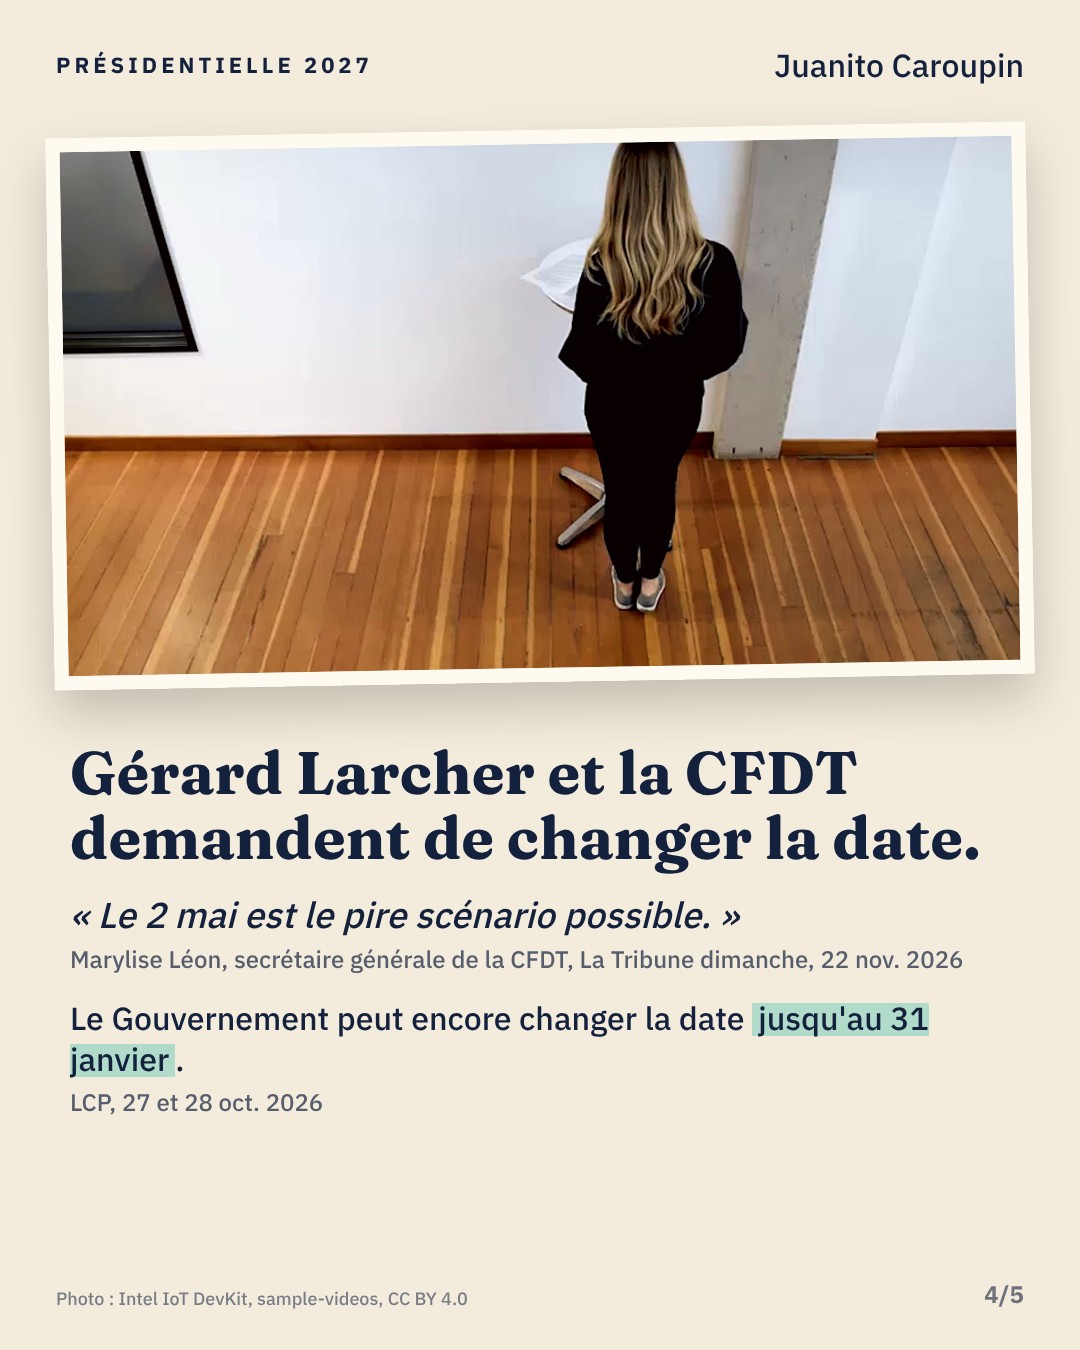 PRÉSIDENTIELLE 2027
Juanito Caroupin
Gérard Larcher et la CFDT
demandent de changer la date.
« Le 2 mai est le pire scénario possible. »
Marylise Léon, secrétaire générale de la CFDT, La Tribune dimanche, 22 nov. 2026
Le Gouvernement peut encore changer la date jusqu'au 31
janvier.
LCP, 27 et 28 oct. 2026
Photo : Intel IoT DevKit, sample-videos, CC BY 4.0
4/5